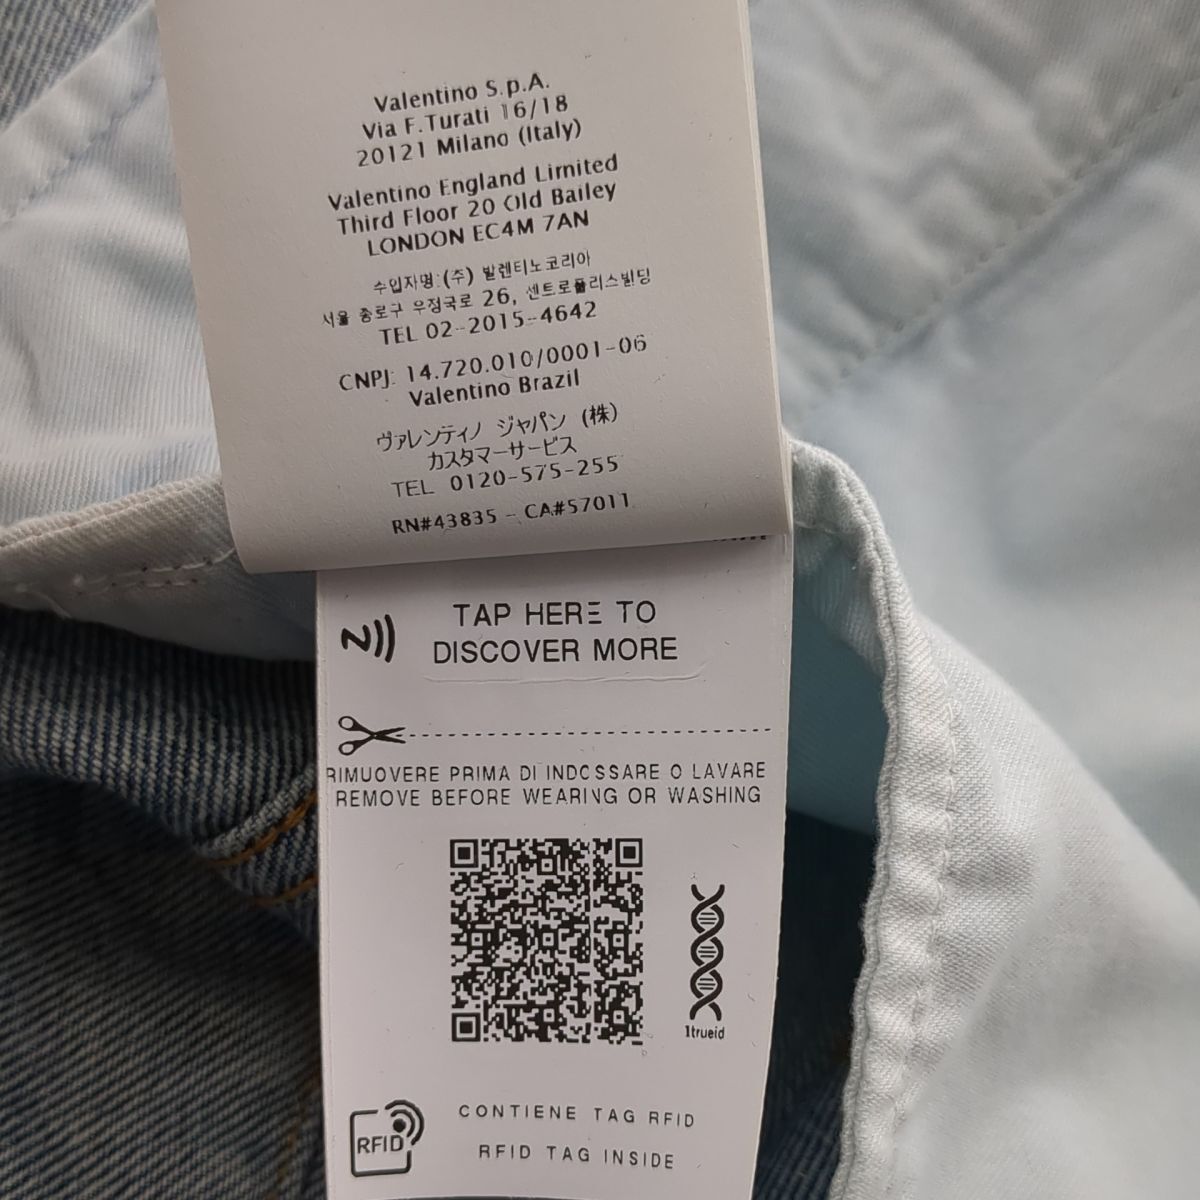 Valentino S.p.A.
Via F.Turati 16/18
20121 Milano (Italy)
Valentino England Limited
Third Floor 20 Old Bailey
LONDON EC4M 7AN
수입자명:(주) 발렌티노코리아
서울 종로구 우정국로 26, 센트로폴리스빌딩
TEL 02-2015-4642
CNPJ: 14.720.010/0001-06
Valentino Brazil
ヴァレンティノ ジャパン (株)
カスタマーサービス
TEL 0120-575-255
RN#43835 - CA#57011
TAP HERE TO
DISCOVER MORE
RIMUOVERE PRIMA DI INDOSSARE O LAVARE
REMOVE BEFORE WEARING OR WASHING
1trueid
RFID
CONTIENE TAG RFID
RFID TAG INSIDE